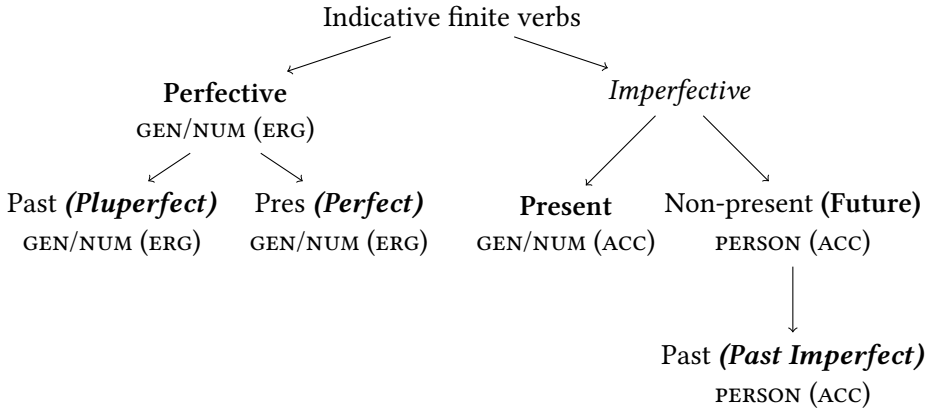 Indicative finite verbs
Perfective
GEN/NUM (ERG)
Imperfective
Past (Pluperfect)
GEN/NUM (ERG)
Pres (Perfect)
GEN/NUM (ERG)
Present
GEN/NUM (ACC)
Non-present (Future)
PERSON (ACC)
Past (Past Imperfect)
PERSON (ACC)